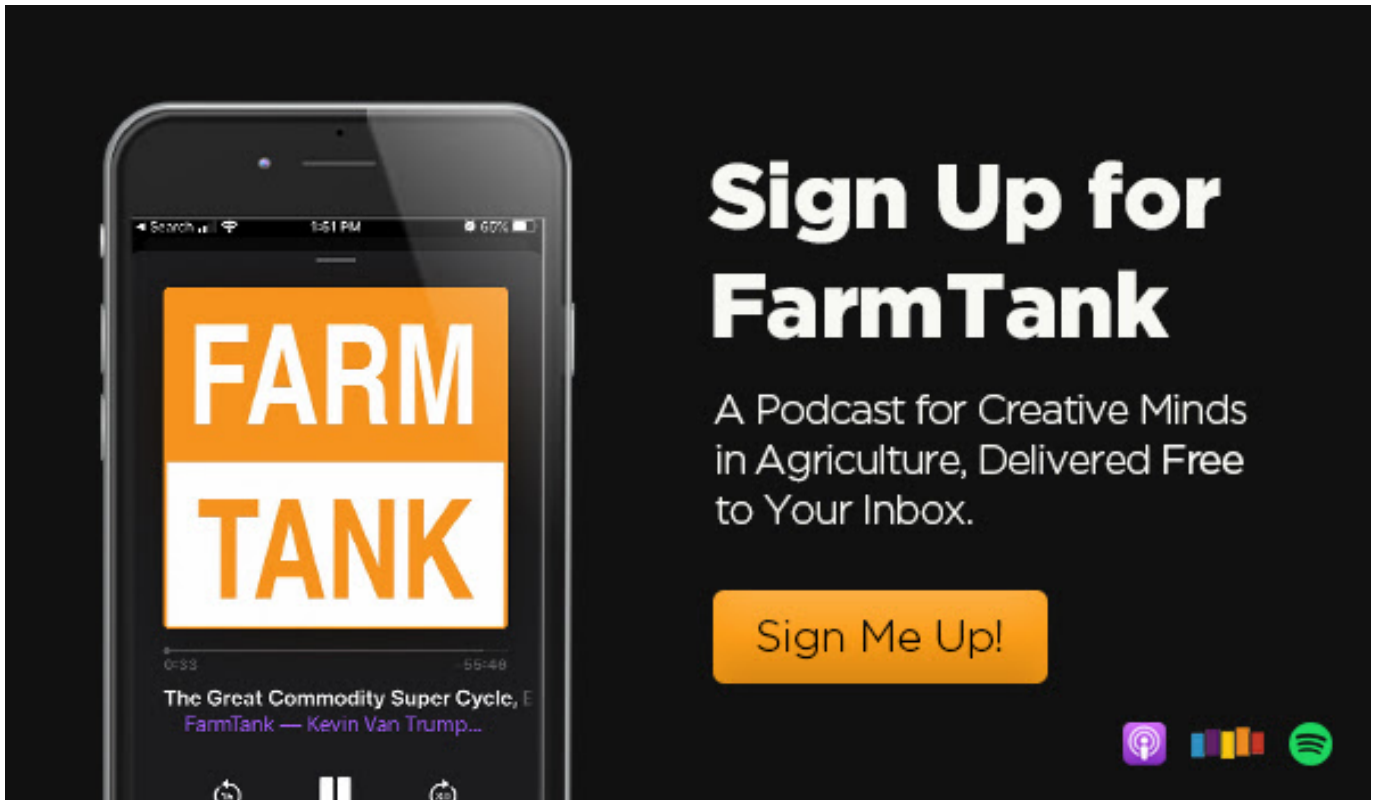 Sign Up for
FarmTank
A Podcast for Creative Minds
in Agriculture, Delivered Free
to Your Inbox.
Sign Me Up!
Search
1:51 PM
60%
FARM
TANK
0:33
-55:48
The Great Commodity Super Cycle, E
FarmTank — Kevin Van Trump...